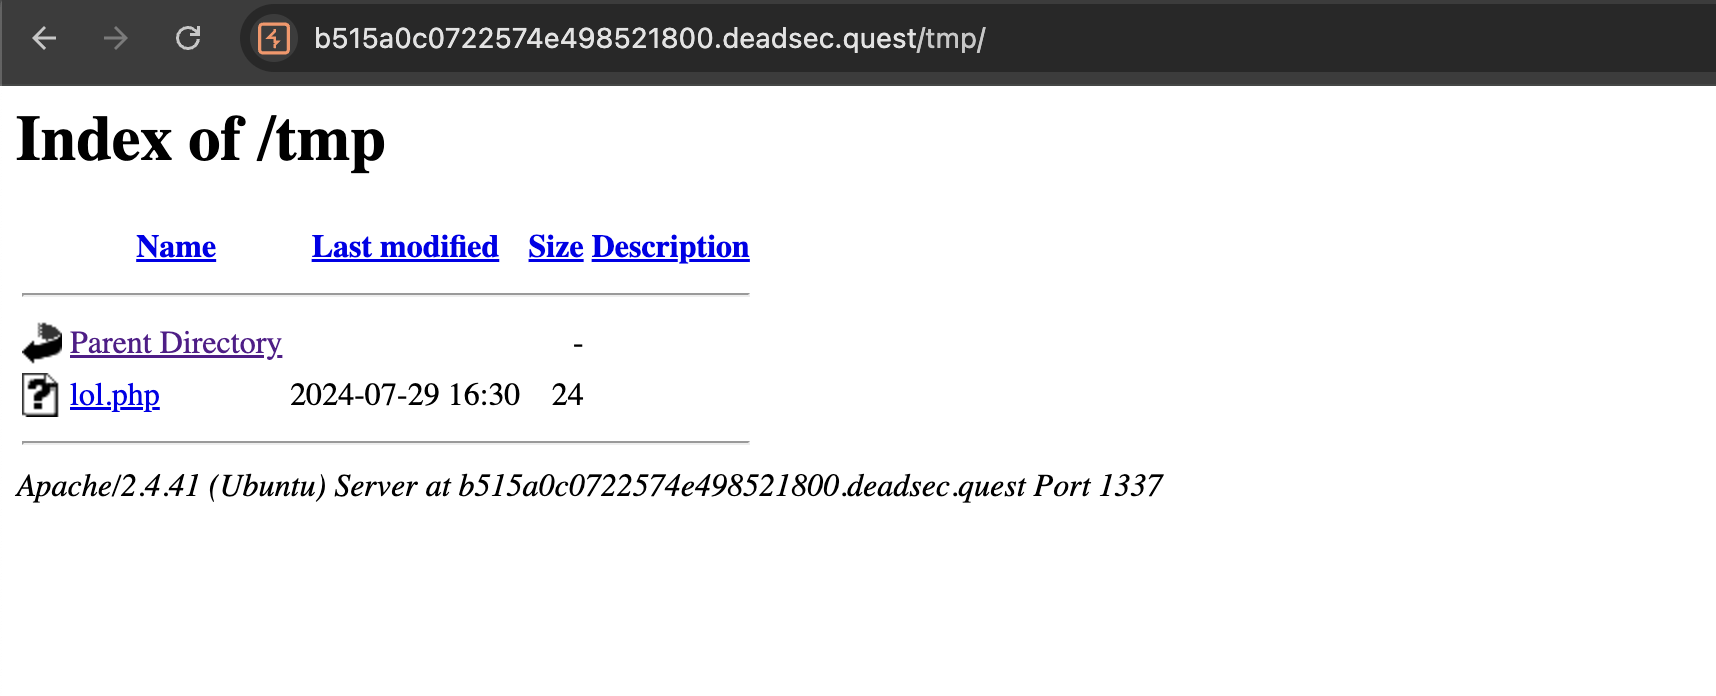 b515a0c0722574e498521800.deadsec.quest/tmp/
Index of /tmp
Name Last modified Size Description
Parent Directory -
lol.php 2024-07-29 16:30 24
Apache/2.4.41 (Ubuntu) Server at b515a0c0722574e498521800.deadsec.quest Port 1337